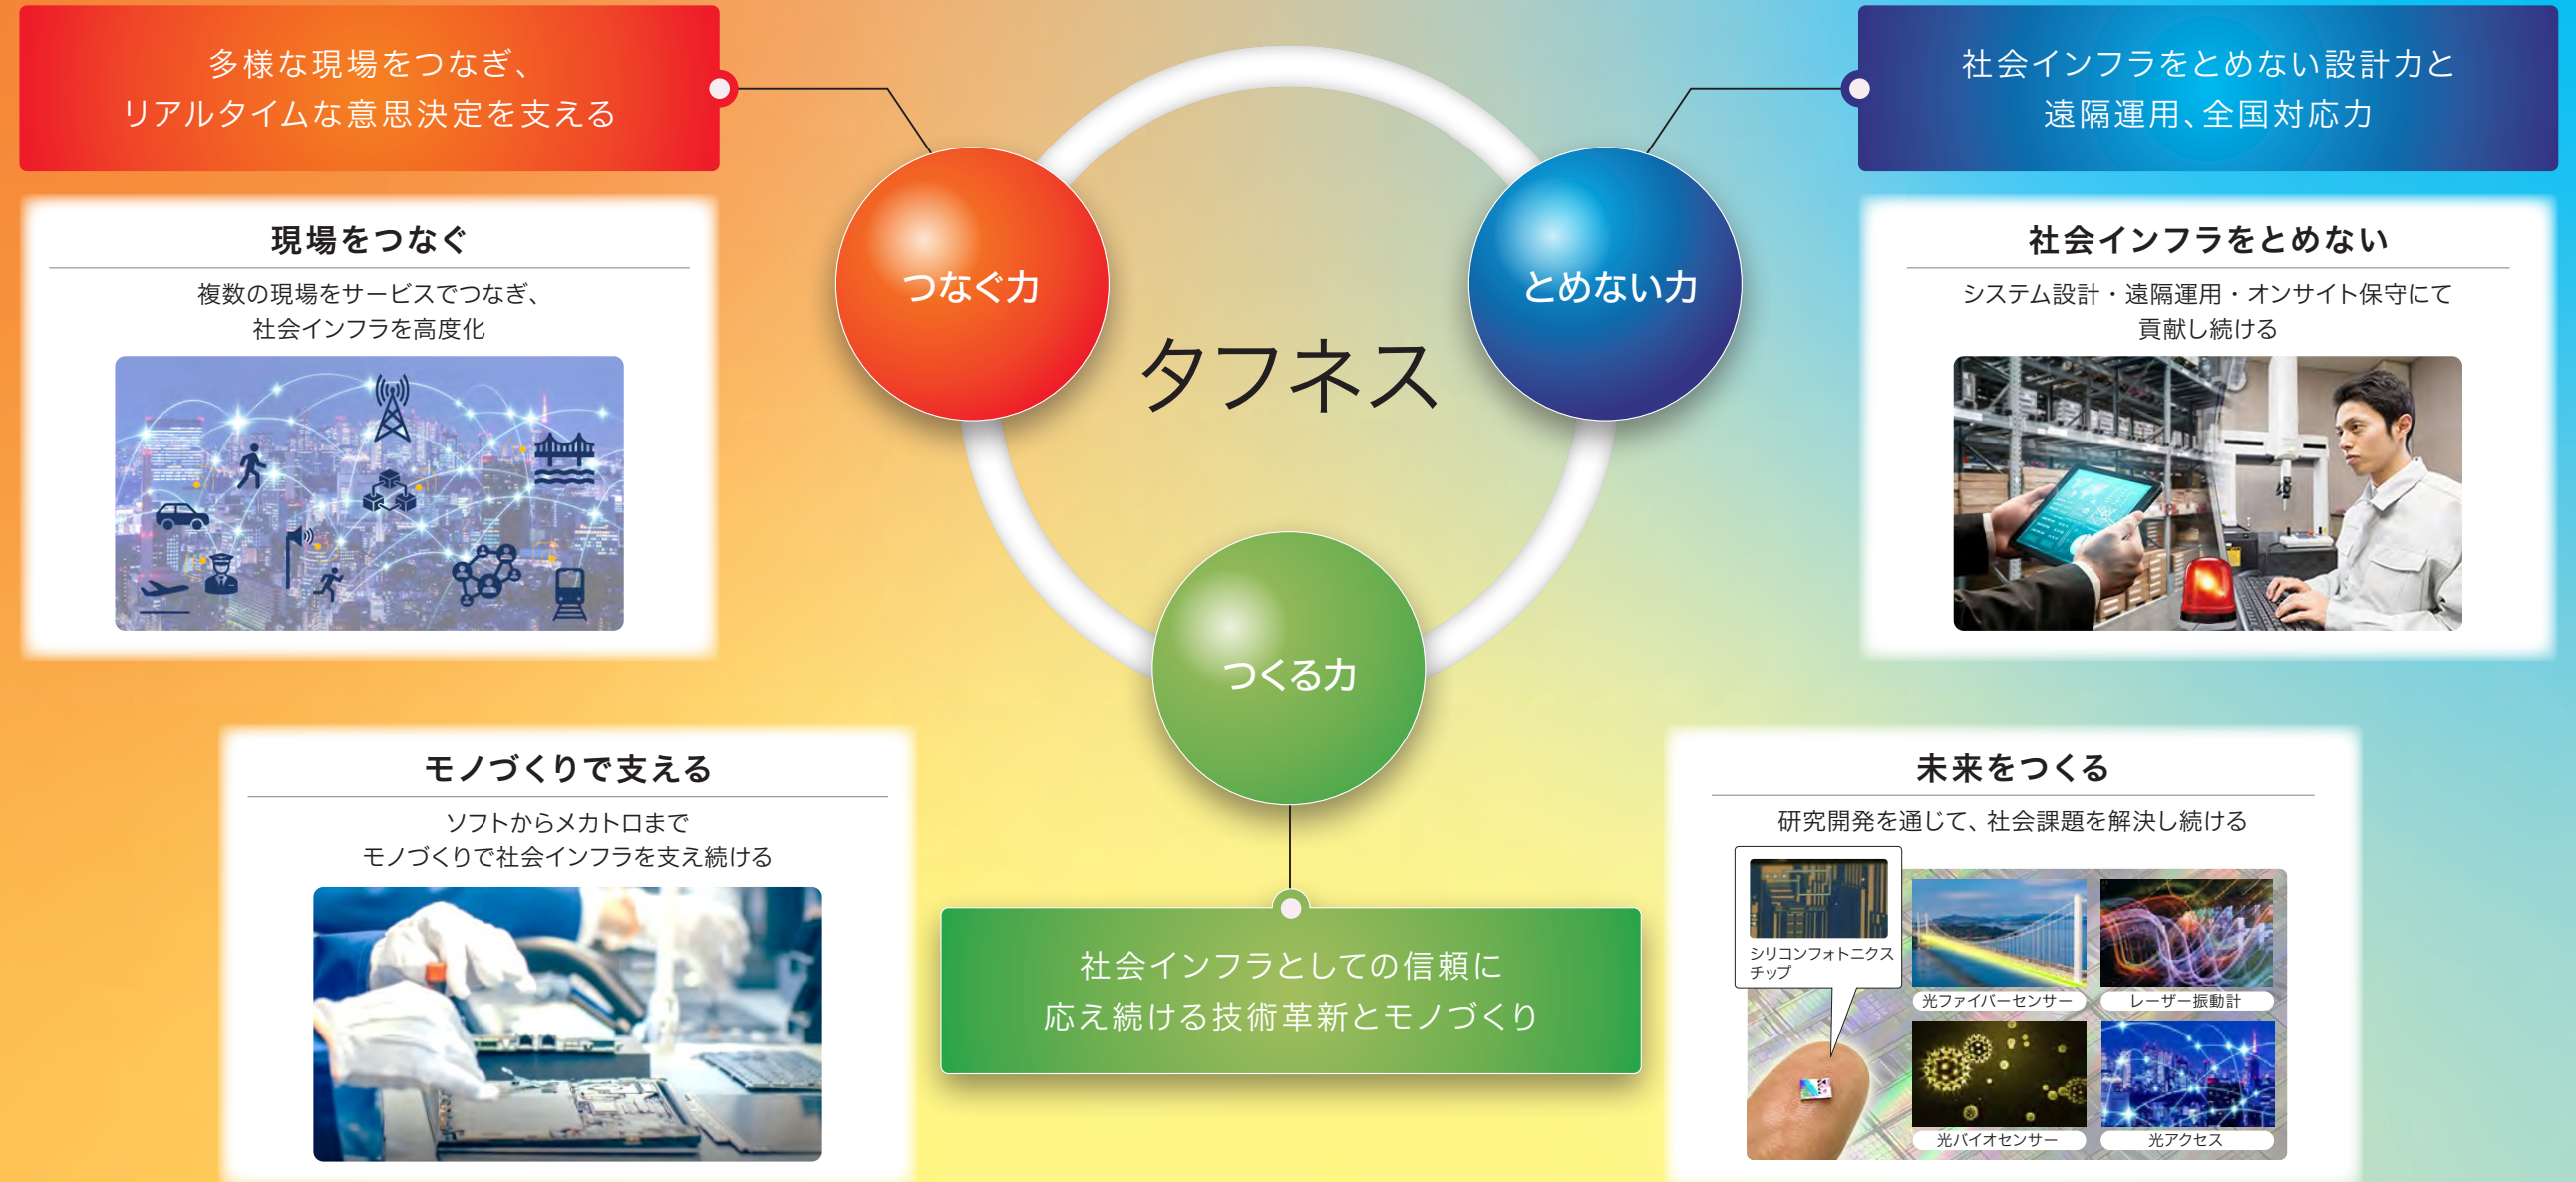 多様な現場をつなぎ、
リアルタイムな意思決定を支える
社会インフラをとめない設計力と
遠隔運用、全国対応力
つなぐ力
とめない力
タフネス
つくる力
現場をつなぐ
複数の現場をサービスでつなぎ、
社会インフラを高度化
社会インフラをとめない
システム設計・遠隔運用・オンサイト保守にて
貢献し続ける
モノづくりで支える
ソフトからメカトロまで
モノづくりで社会インフラを支え続ける
社会インフラとしての信頼に
応え続ける技術革新とモノづくり
未来をつくる
研究開発を通じて、社会課題を解決し続ける
シリコンフォトニクス
チップ
光ファイバーセンサー
レーザー振動計
光バイオセンサー
光アクセス